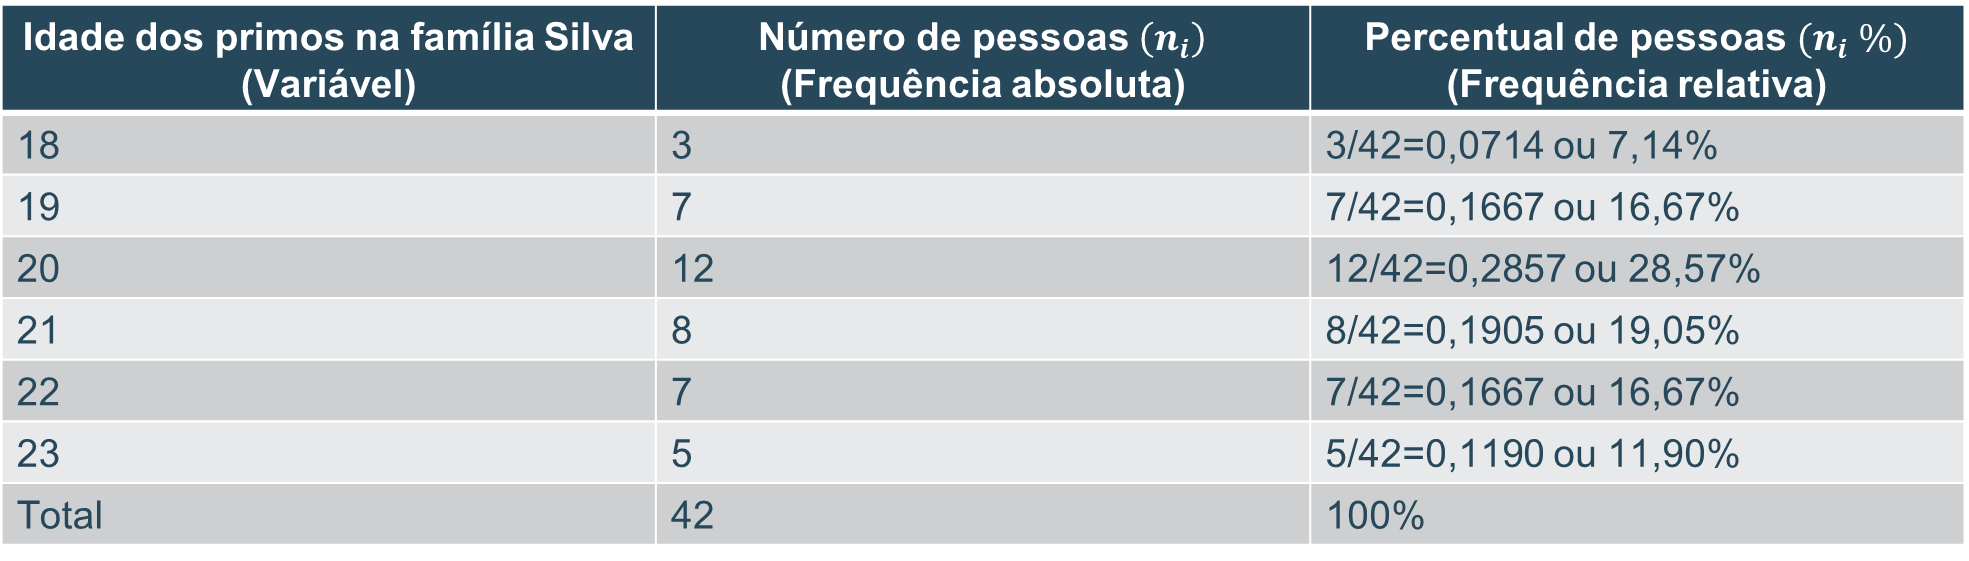 Idade dos primos na família Silva (Variável) | Número de pessoas (nᵢ) (Frequência absoluta) | Percentual de pessoas (nᵢ %) (Frequência relativa)
18 | 3 | 3/42=0,0714 ou 7,14%
19 | 7 | 7/42=0,1667 ou 16,67%
20 | 12 | 12/42=0,2857 ou 28,57%
21 | 8 | 8/42=0,1905 ou 19,05%
22 | 7 | 7/42=0,1667 ou 16,67%
23 | 5 | 5/42=0,1190 ou 11,90%
Total | 42 | 100%